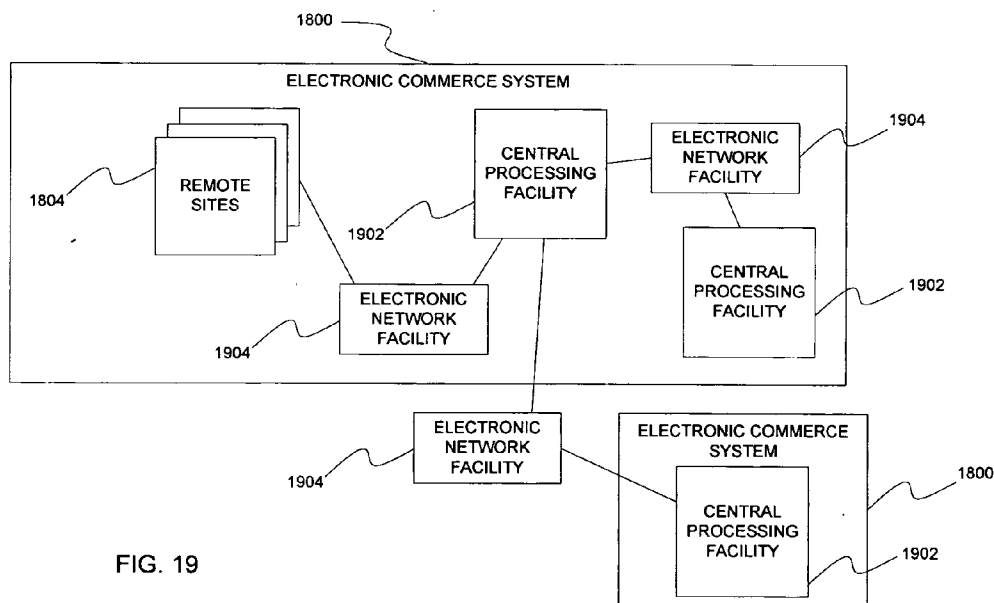 1800
ELECTRONIC COMMERCE SYSTEM
1804
REMOTE
SITES
1902
CENTRAL
PROCESSING
FACILITY
ELECTRONIC
NETWORK
FACILITY
1904
CENTRAL
PROCESSING
FACILITY
1902
ELECTRONIC
NETWORK
FACILITY
1904
ELECTRONIC
NETWORK
FACILITY
1904
ELECTRONIC COMMERCE
SYSTEM
1800
CENTRAL
PROCESSING
FACILITY
1902
FIG. 19